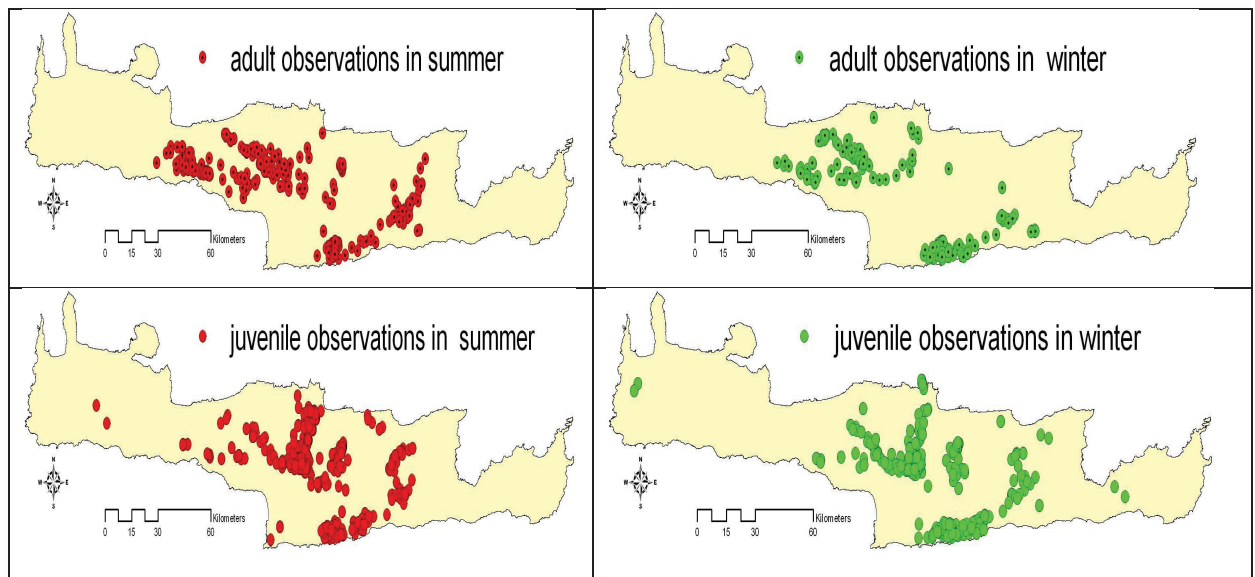 adult observations in summer
N
W E
S
Kilometers
0 15 30 60
adult observations in winter
N
W E
S
Kilometers
0 15 30 60
juvenile observations in summer
N
W E
S
Kilometers
0 15 30 60
juvenile observations in winter
N
W E
S
Kilometers
0 15 30 60